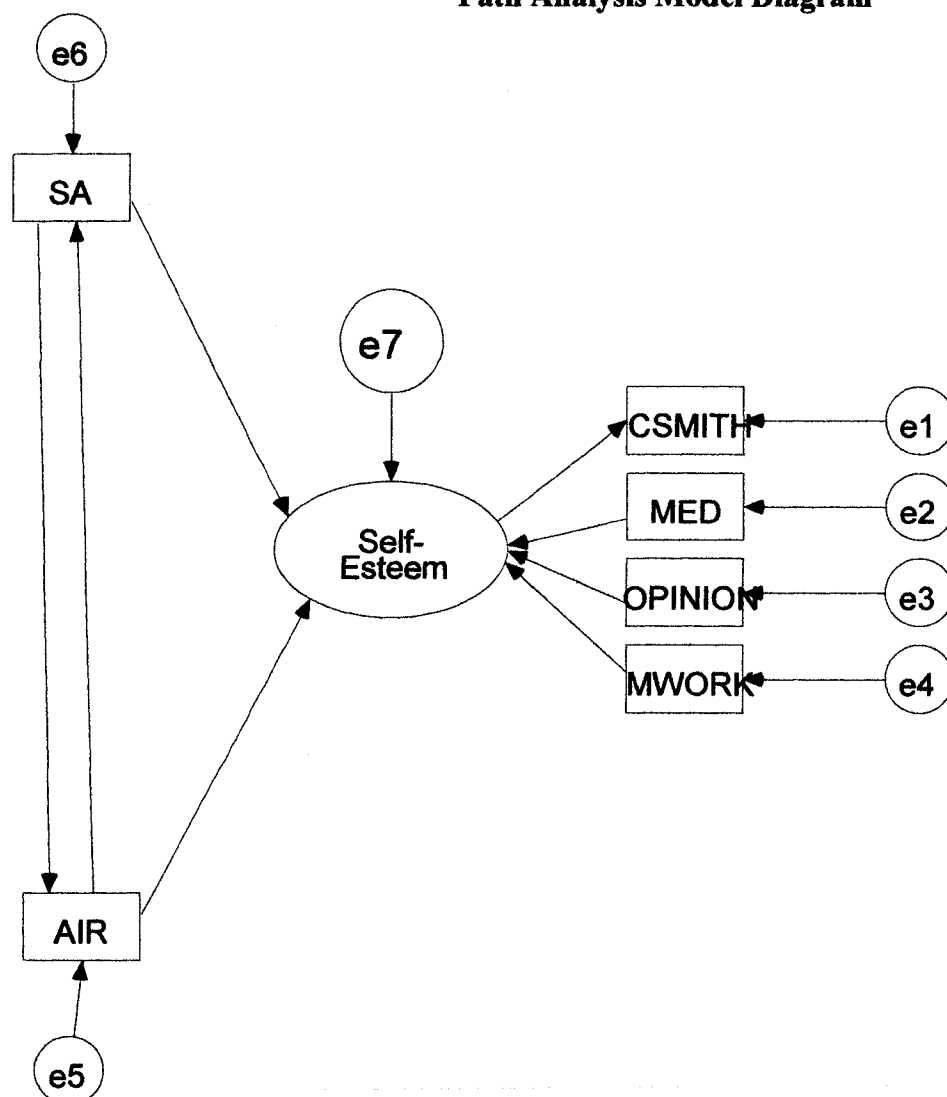 Path Analysis Model Diagram
e6
SA
e7
CSMITH
e1
MED
e2
Self-
Esteem
OPINION
e3
MWORK
e4
AIR
e5